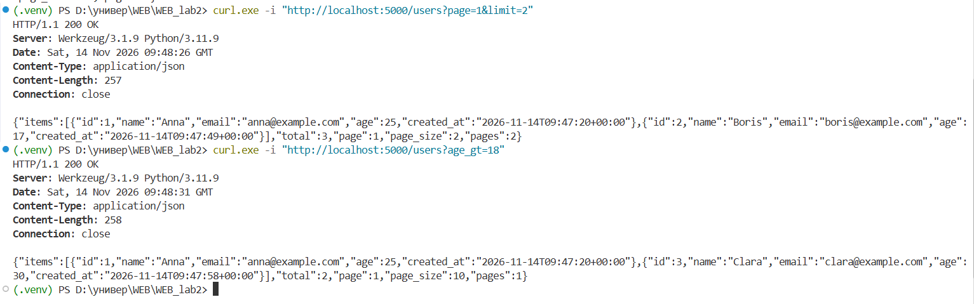 (.venv) PS D:\универ\WEB\WEB_lab2> curl.exe -i "http://localhost:5000/users?page=1&limit=2"
HTTP/1.1 200 OK
Server: Werkzeug/3.1.9 Python/3.11.9
Date: Sat, 14 Nov 2026 09:48:26 GMT
Content-Type: application/json
Content-Length: 257
Connection: close
{"items":[{"id":1,"name":"Anna","email":"anna@example.com","age":25,"created_at":"2026-11-14T09:47:20+00:00"},{"id":2,"name":"Boris","email":"boris@example.com","age":
17,"created_at":"2026-11-14T09:47:49+00:00"}],"total":3,"page":1,"page_size":2,"pages":2}
(.venv) PS D:\универ\WEB\WEB_lab2> curl.exe -i "http://localhost:5000/users?age_gt=18"
HTTP/1.1 200 OK
Server: Werkzeug/3.1.9 Python/3.11.9
Date: Sat, 14 Nov 2026 09:48:31 GMT
Content-Type: application/json
Content-Length: 258
Connection: close
{"items":[{"id":1,"name":"Anna","email":"anna@example.com","age":25,"created_at":"2026-11-14T09:47:20+00:00"},{"id":3,"name":"Clara","email":"clara@example.com","age":
30,"created_at":"2026-11-14T09:47:58+00:00"}],"total":2,"page":1,"page_size":10,"pages":1}
(.venv) PS D:\универ\WEB\WEB_lab2>